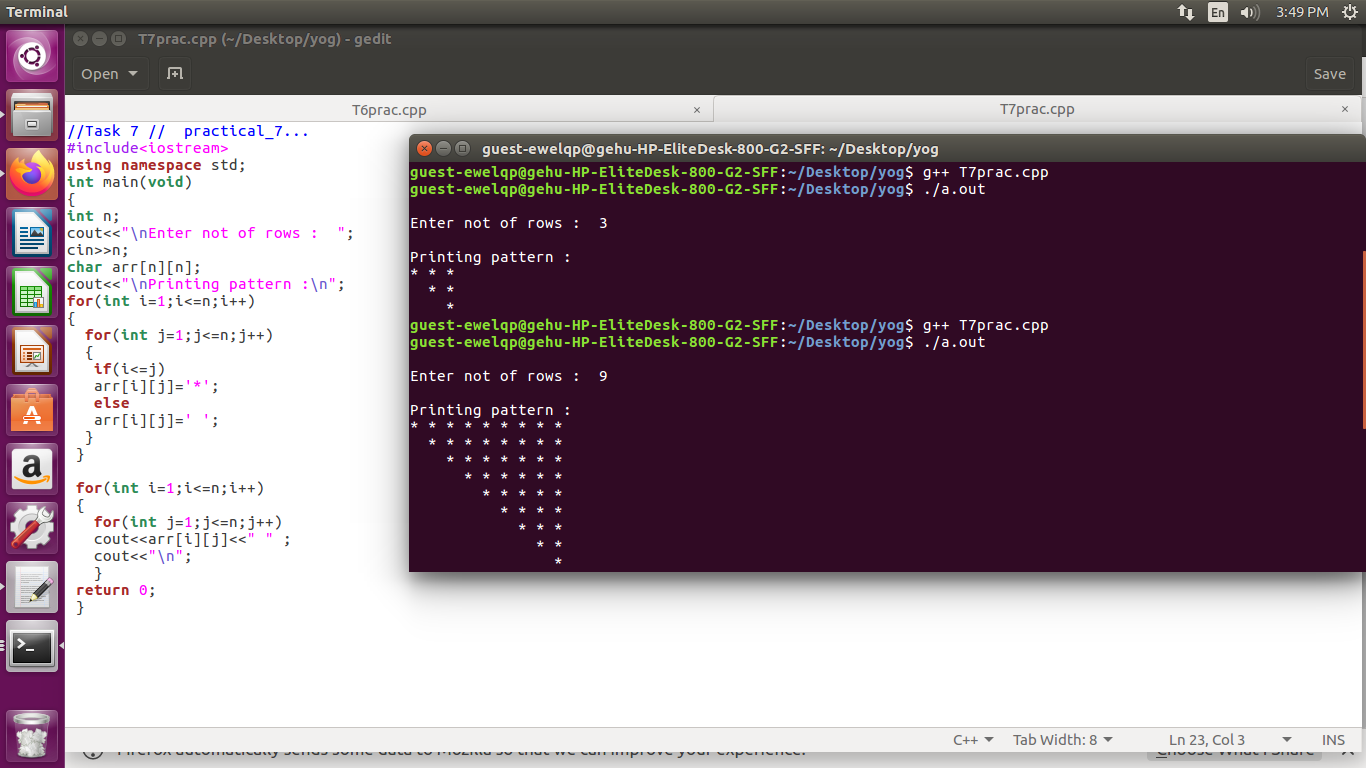 Terminal
En
3:49 PM
T7prac.cpp (~/Desktop/yog) - gedit
Open
Save
T6prac.cpp ×
T7prac.cpp ×
//Task 7 //  practical_7...
#include<iostream>
using namespace std;
int main(void)
{
int n;
cout<<"\nEnter not of rows :  ";
cin>>n;
char arr[n][n];
cout<<"\nPrinting pattern :\n";
for(int i=1;i<=n;i++)
{
  for(int j=1;j<=n;j++)
  {
   if(i<=j)
   arr[i][j]='*';
   else
   arr[i][j]=' ';
  }
 }

 for(int i=1;i<=n;i++)
 {
   for(int j=1;j<=n;j++)
   cout<<arr[i][j]<<" " ;
   cout<<"\n";
   }
 return 0;
 }
guest-ewelqp@gehu-HP-EliteDesk-800-G2-SFF: ~/Desktop/yog
guest-ewelqp@gehu-HP-EliteDesk-800-G2-SFF:~/Desktop/yog$ g++ T7prac.cpp
guest-ewelqp@gehu-HP-EliteDesk-800-G2-SFF:~/Desktop/yog$ ./a.out

Enter not of rows :  3

Printing pattern :
* * *
  * *
    *
guest-ewelqp@gehu-HP-EliteDesk-800-G2-SFF:~/Desktop/yog$ g++ T7prac.cpp
guest-ewelqp@gehu-HP-EliteDesk-800-G2-SFF:~/Desktop/yog$ ./a.out

Enter not of rows :  9

Printing pattern :
* * * * * * * * *
  * * * * * * * *
    * * * * * * *
      * * * * * *
        * * * * *
          * * * *
            * * *
              * *
                *
C++
Tab Width: 8
Ln 23, Col 3
INS
Firefox automatically sends some data to Mozilla so that we can improve your experience.
Choose What I Share